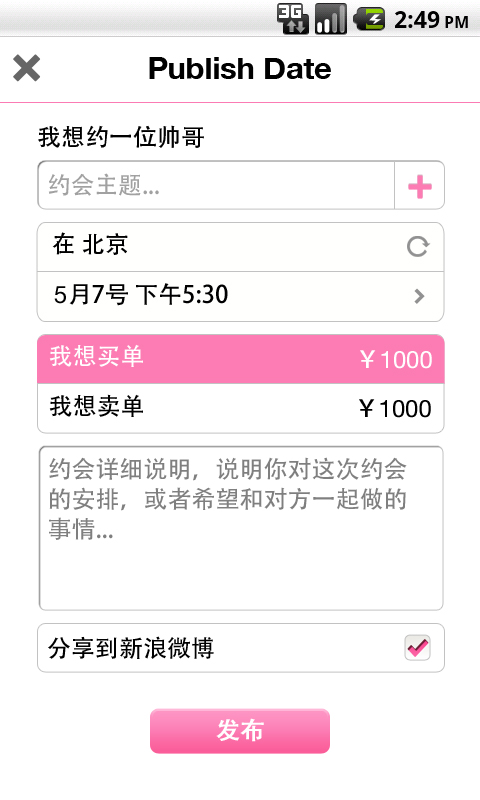 3G
2:49 PM
Publish Date
我想约一位帅哥
约会主题...
在 北京
5月7号 下午5:30
我想买单 ￥1000
我想卖单 ￥1000
约会详细说明，说明你对这次约会
的安排，或者希望和对方一起做的
事情...
分享到新浪微博
发布